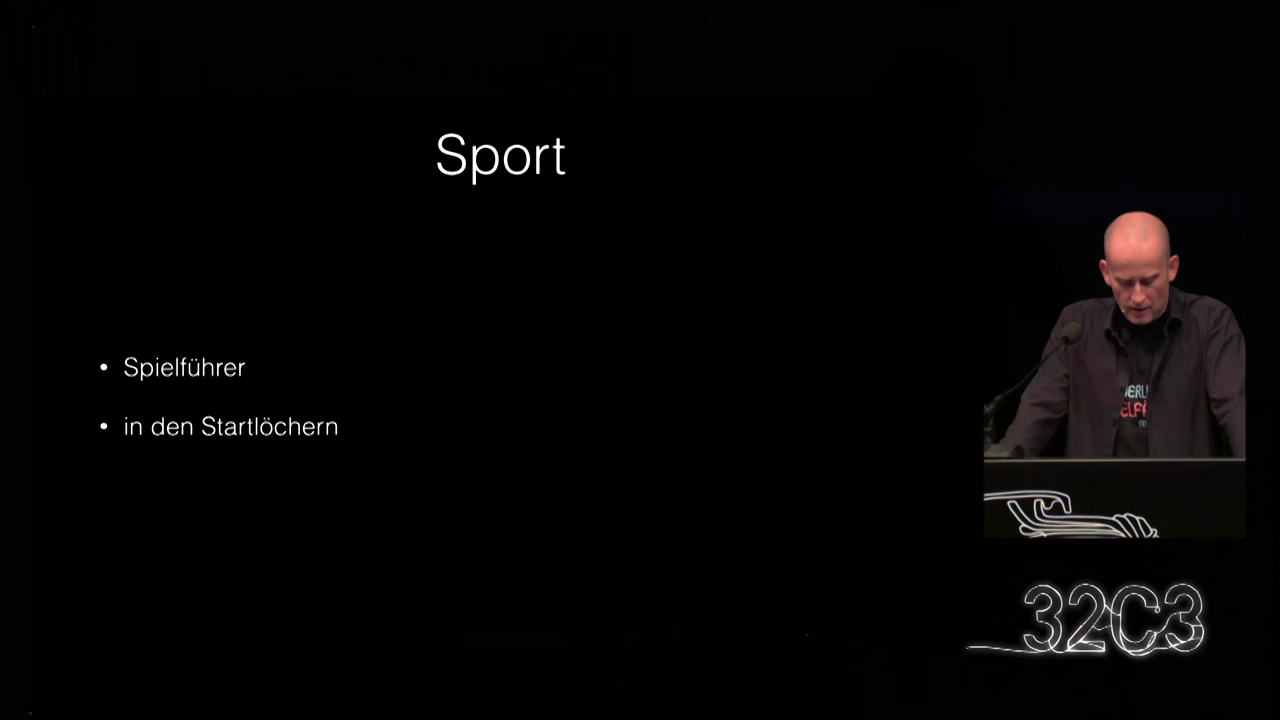 Sport
• Spielführer
• in den Startlöchern
32C3